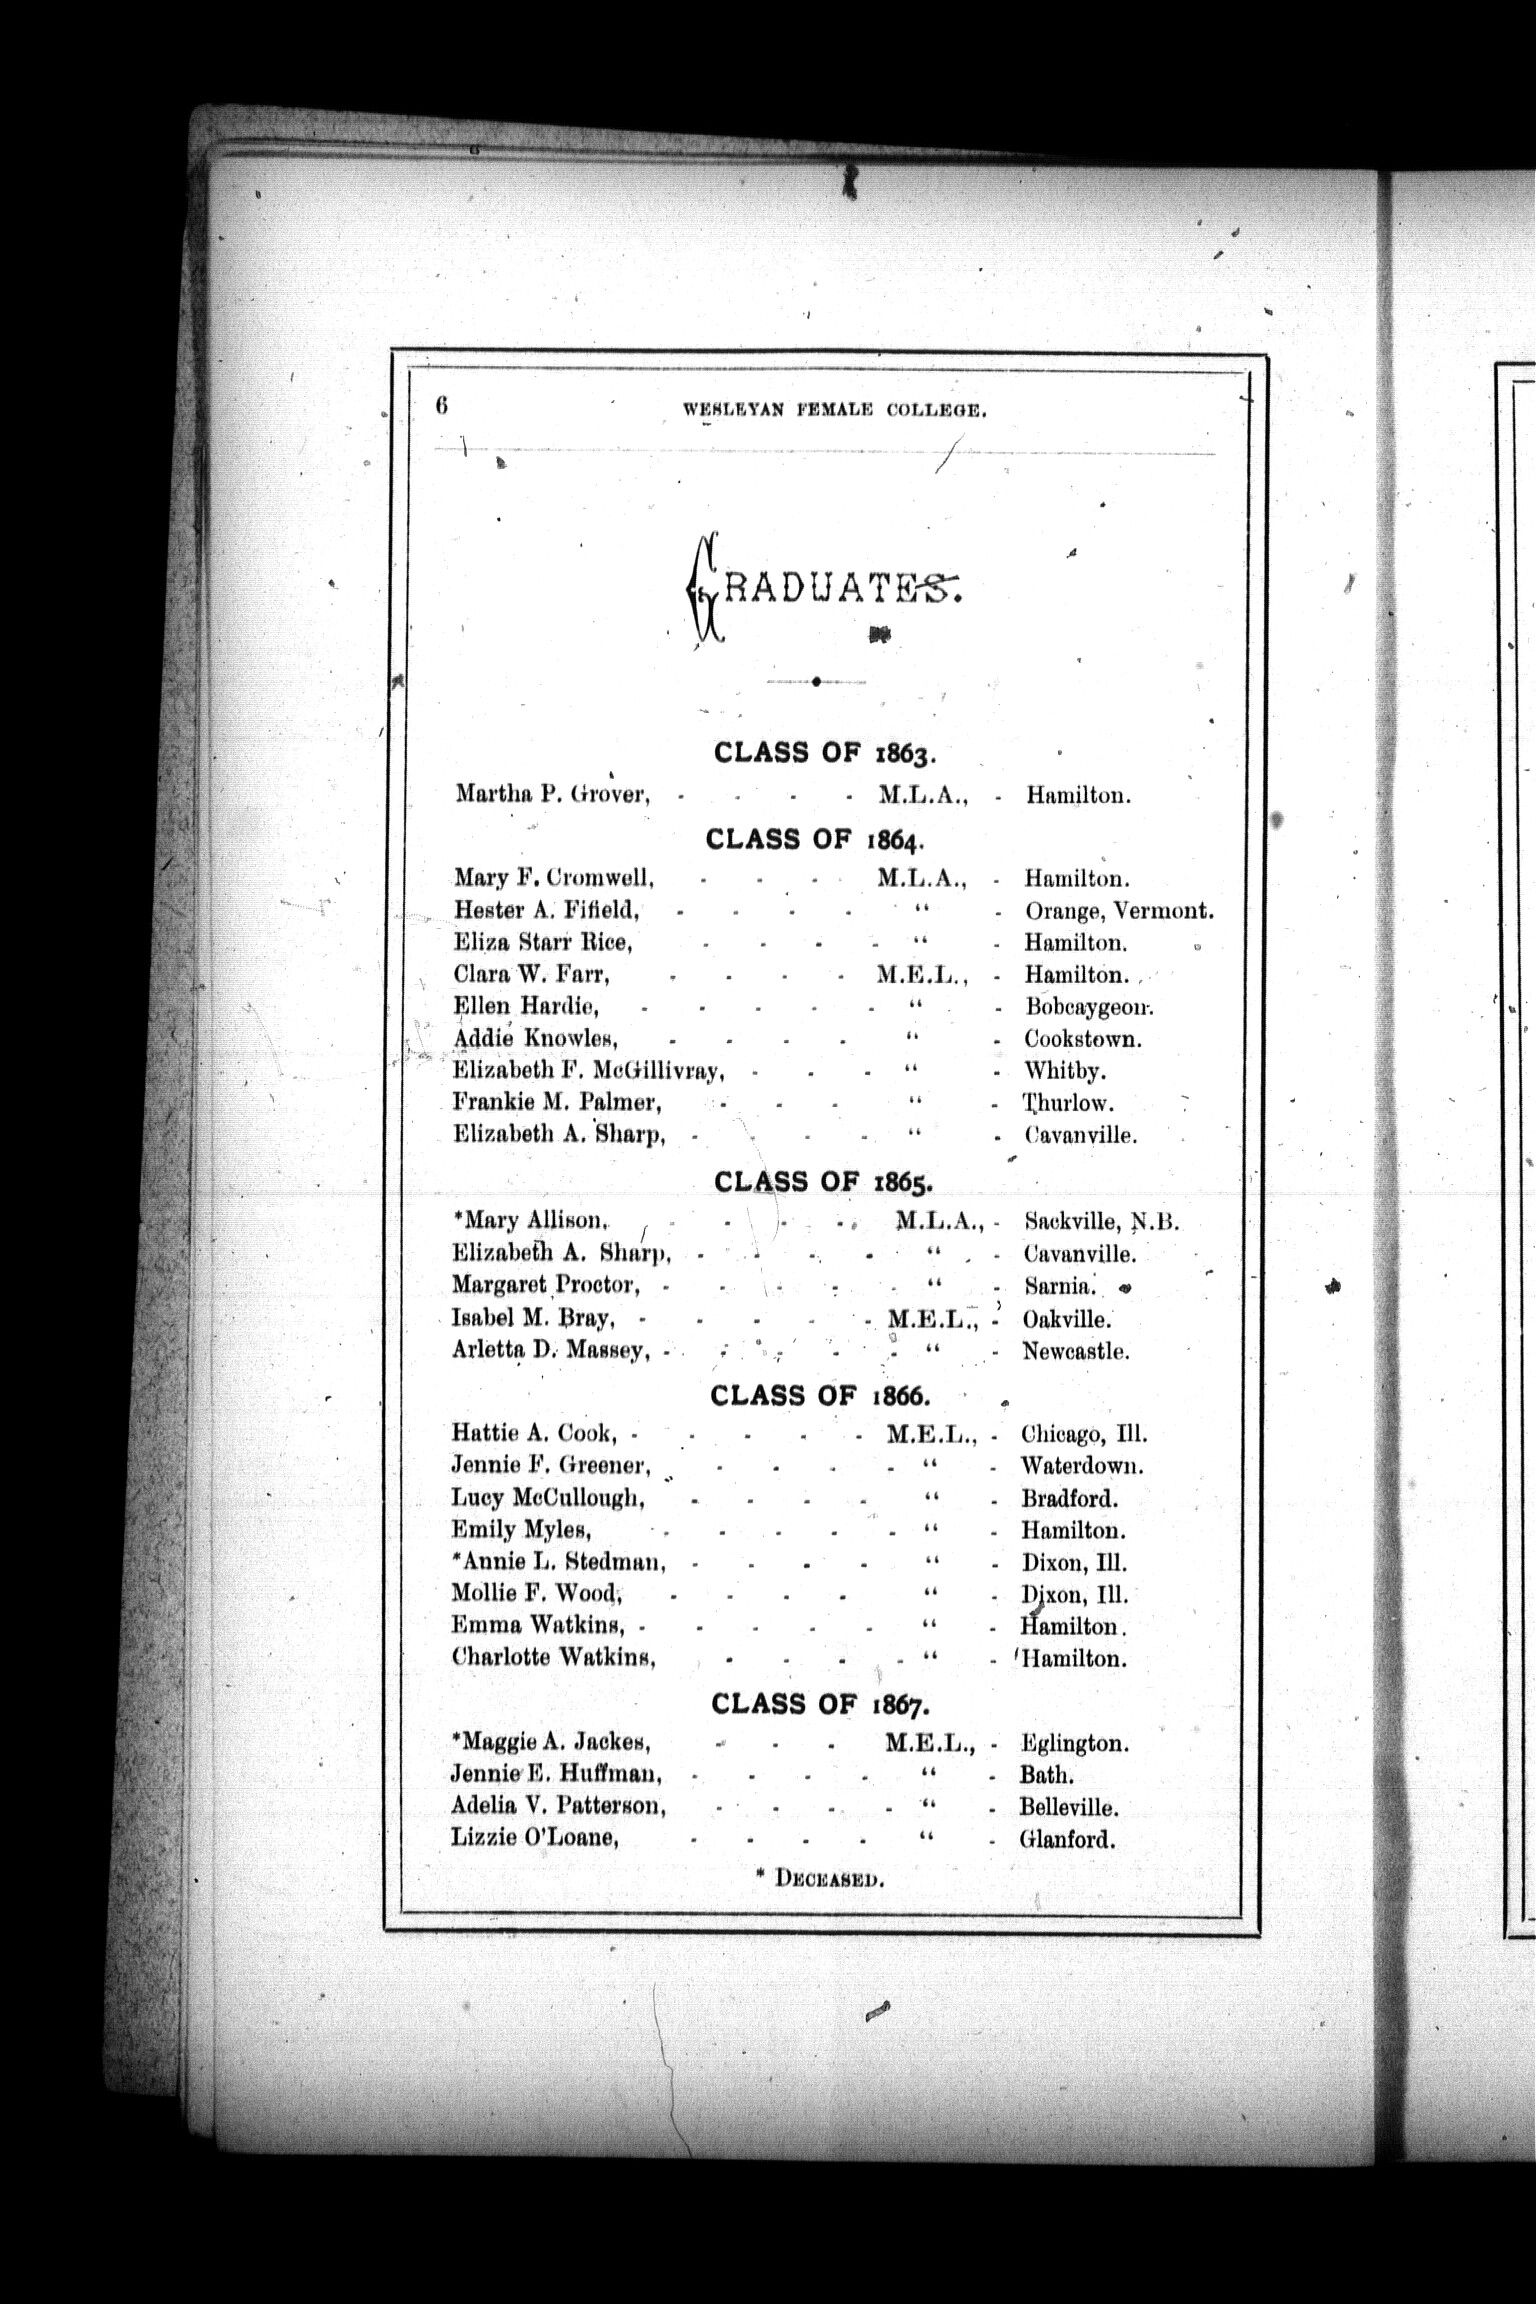 6 WESLEYAN FEMALE COLLEGE.
GRADUATES.
CLASS OF 1863.
Martha P. Grover, - - - - M.L.A., - Hamilton.
CLASS OF 1864.
Mary F. Cromwell, - - - M.L.A., - Hamilton.
Hester A. Fifield, - - - - “ - Orange, Vermont.
Eliza Starr Rice, - - - - “ - Hamilton.
Clara W. Farr, - - - - M.E.L., - Hamilton.
Ellen Hardie, - - - - - “ - Bobcaygeon.
Addie Knowles, - - - - “ - Cookstown.
Elizabeth F. McGillivray, - - - “ - Whitby.
Frankie M. Palmer, - - - “ - Thurlow.
Elizabeth A. Sharp, - - - - “ - Cavanville.
CLASS OF 1865.
*Mary Allison, - - - - M.L.A., - Sackville, N.B.
Elizabeth A. Sharp, - - - - “ - Cavanville.
Margaret Proctor, - - - - - “ - Sarnia.
Isabel M. Bray, - - - - - M.E.L., - Oakville.
Arletta D. Massey, - - - - - “ - Newcastle.
CLASS OF 1866.
Hattie A. Cook, - - - - - M.E.L., - Chicago, Ill.
Jennie F. Greener, - - - - “ - Waterdown.
Lucy McCullough, - - - - “ - Bradford.
Emily Myles, - - - - - “ - Hamilton.
*Annie L. Stedman, - - - - “ - Dixon, Ill.
Mollie F. Wood, - - - - “ - Dixon, Ill.
Emma Watkins, - - - - - “ - Hamilton.
Charlotte Watkins, - - - - “ - Hamilton.
CLASS OF 1867.
*Maggie A. Jackes, - - - M.E.L., - Eglington.
Jennie E. Huffman, - - - - “ - Bath.
Adelia V. Patterson, - - - - “ - Belleville.
Lizzie O'Loane, - - - - “ - Glanford.
* DECEASED.